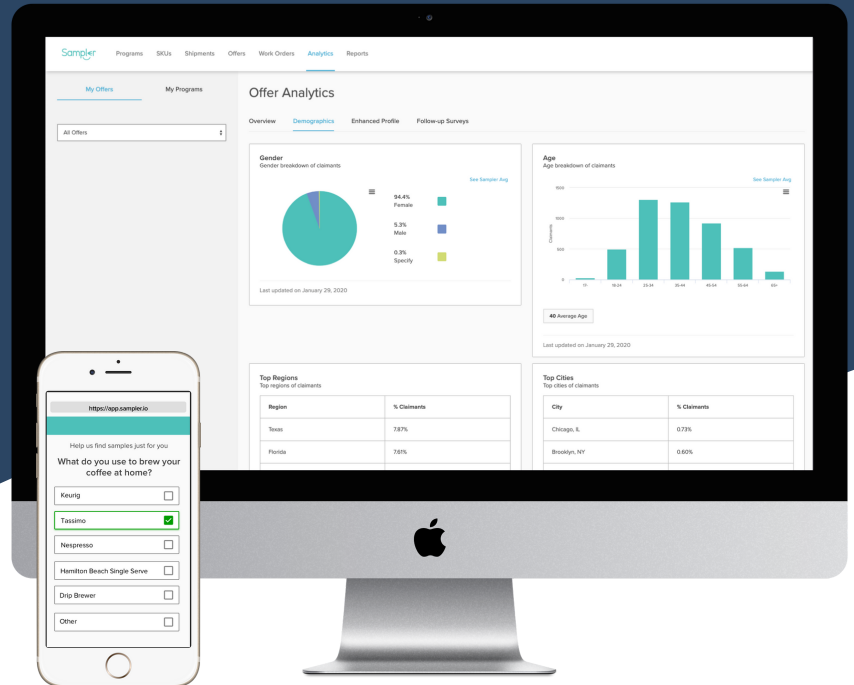 Sampler
Programs SKUs Shipments Offers Work Orders Analytics Reports
My Offers My Programs
All Offers
Offer Analytics
Overview Demographics Enhanced Profile Follow-up Surveys
Gender
Gender breakdown of claimants
See Sampler Avg
94.4%
Female
5.3%
Male
0.3%
Specify
Last updated on January 29, 2020
Age
Age breakdown of claimants
See Sampler Avg
Claimants
1500
1000
500
0
17- 18-24 25-34 35-44 45-54 55-64 65+
40 Average Age
Last updated on January 29, 2020
Top Regions
Top regions of claimants
Region % Claimants
Texas 7.87%
Florida 7.61%
Top Cities
Top cities of claimants
City % Claimants
Chicago, IL 0.73%
Brooklyn, NY 0.60%
https://app.sampler.io
Help us find samples just for you
What do you use to brew your
coffee at home?
Keurig
Tassimo
Nespresso
Hamilton Beach Single Serve
Drip Brewer
Other